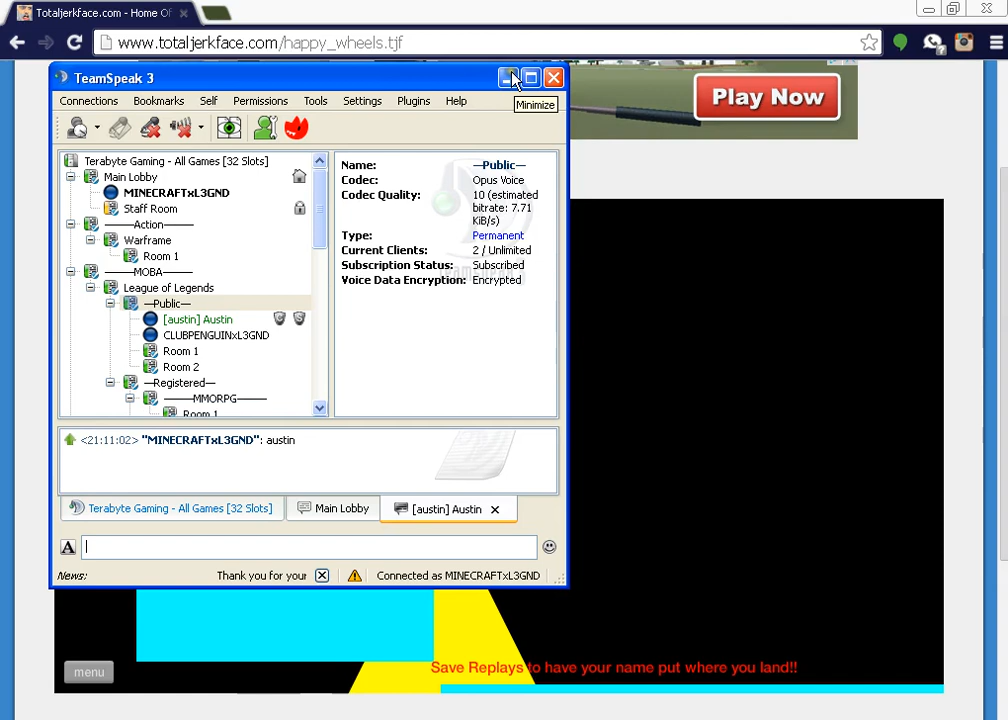 Totaljerkface.com - Home Of
www.totaljerkface.com/happy_wheels.tjf
Play Now
TeamSpeak 3
Minimize
Connections Bookmarks Self Permissions Tools Settings Plugins Help
Terabyte Gaming - All Games [32 Slots]
Main Lobby
MINECRAFTxL3GND
Staff Room
——Action——
Warframe
Room 1
——MOBA——
League of Legends
—Public—
[austin] Austin
CLUBPENGUINxL3GND
Room 1
Room 2
—Registered—
——MMORPG——
Room 1
Name: —Public—
Codec: Opus Voice
Codec Quality: 10 (estimated
bitrate: 7.71
KiB/s)
Type: Permanent
Current Clients: 2 / Unlimited
Subscription Status: Subscribed
Voice Data Encryption: Encrypted
<21:11:02> "MINECRAFTxL3GND": austin
Terabyte Gaming - All Games [32 Slots] Main Lobby [austin] Austin
News: Thank you for your Connected as MINECRAFTxL3GND
menu
Save Replays to have your name put where you land!!